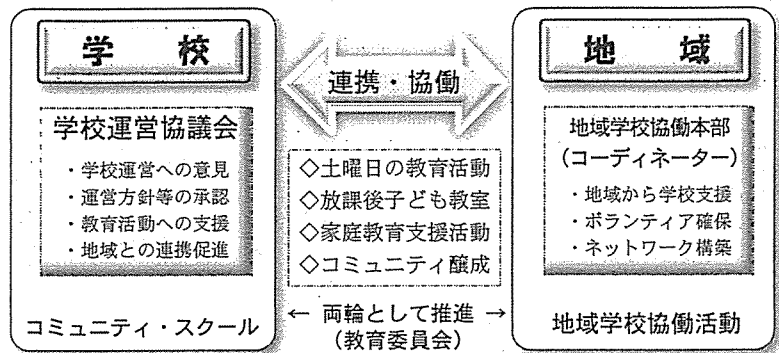 学校
学校運営協議会
・学校運営への意見
・運営方針等の承認
・教育活動への支援
・地域との連携促進
コミュニティ・スクール
連携・協働
◇土曜日の教育活動
◇放課後子ども教室
◇家庭教育支援活動
◇コミュニティ醸成
← 両輪として推進 →
(教育委員会)
地域
地域学校協働本部
(コーディネーター)
・地域から学校支援
・ボランティア確保
・ネットワーク構築
地域学校協働活動